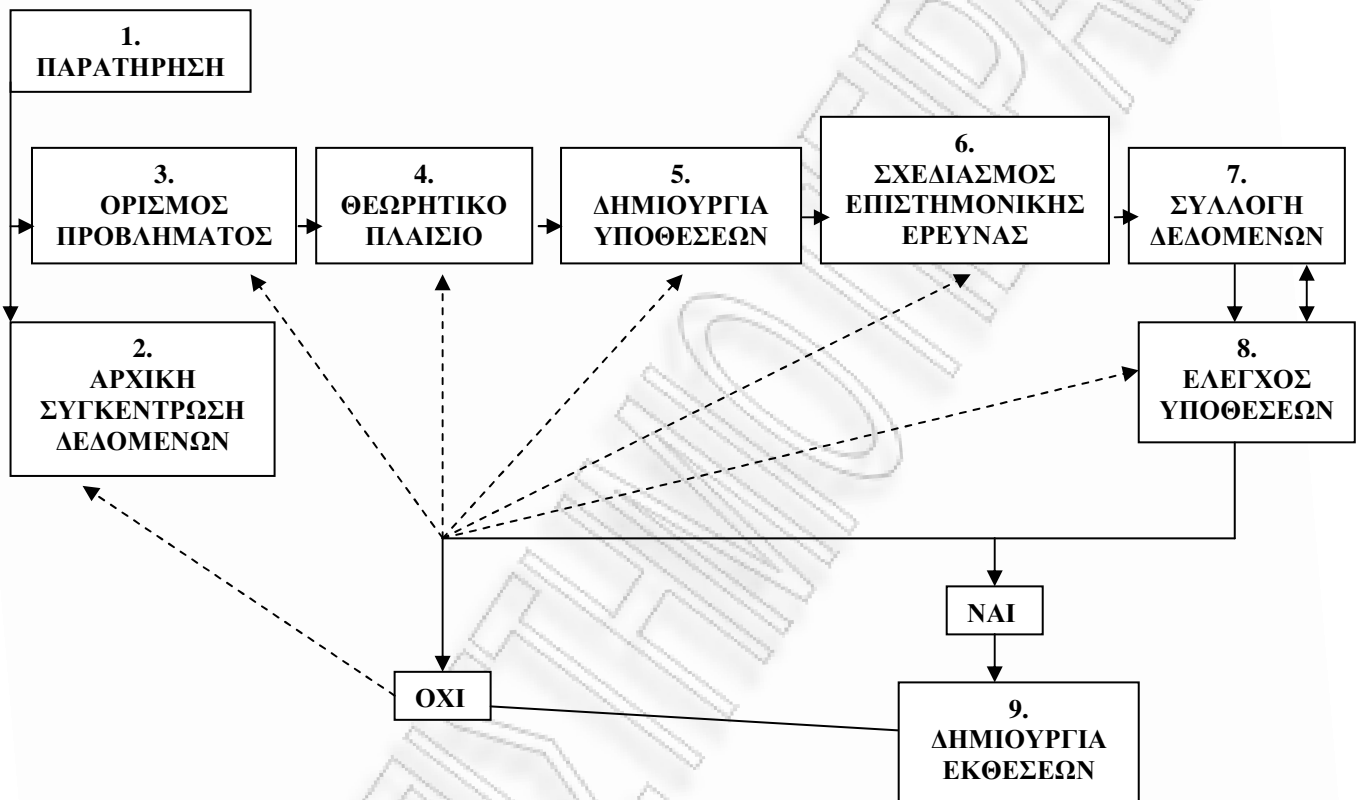 1.
ΠΑΡΑΤΗΡΗΣΗ
3.
ΟΡΙΣΜΟΣ
ΠΡΟΒΛΗΜΑΤΟΣ
4.
ΘΕΩΡΗΤΙΚΟ
ΠΛΑΙΣΙΟ
5.
ΔΗΜΙΟΥΡΓΙΑ
ΥΠΟΘΕΣΕΩΝ
6.
ΣΧΕΔΙΑΣΜΟΣ
ΕΠΙΣΤΗΜΟΝΙΚΗΣ
ΕΡΕΥΝΑΣ
7.
ΣΥΛΛΟΓΗ
ΔΕΔΟΜΕΝΩΝ
2.
ΑΡΧΙΚΗ
ΣΥΓΚΕΝΤΡΩΣΗ
ΔΕΔΟΜΕΝΩΝ
8.
ΕΛΕΓΧΟΣ
ΥΠΟΘΕΣΕΩΝ
ΝΑΙ
ΟΧΙ
9.
ΔΗΜΙΟΥΡΓΙΑ
ΕΚΘΕΣΕΩΝ